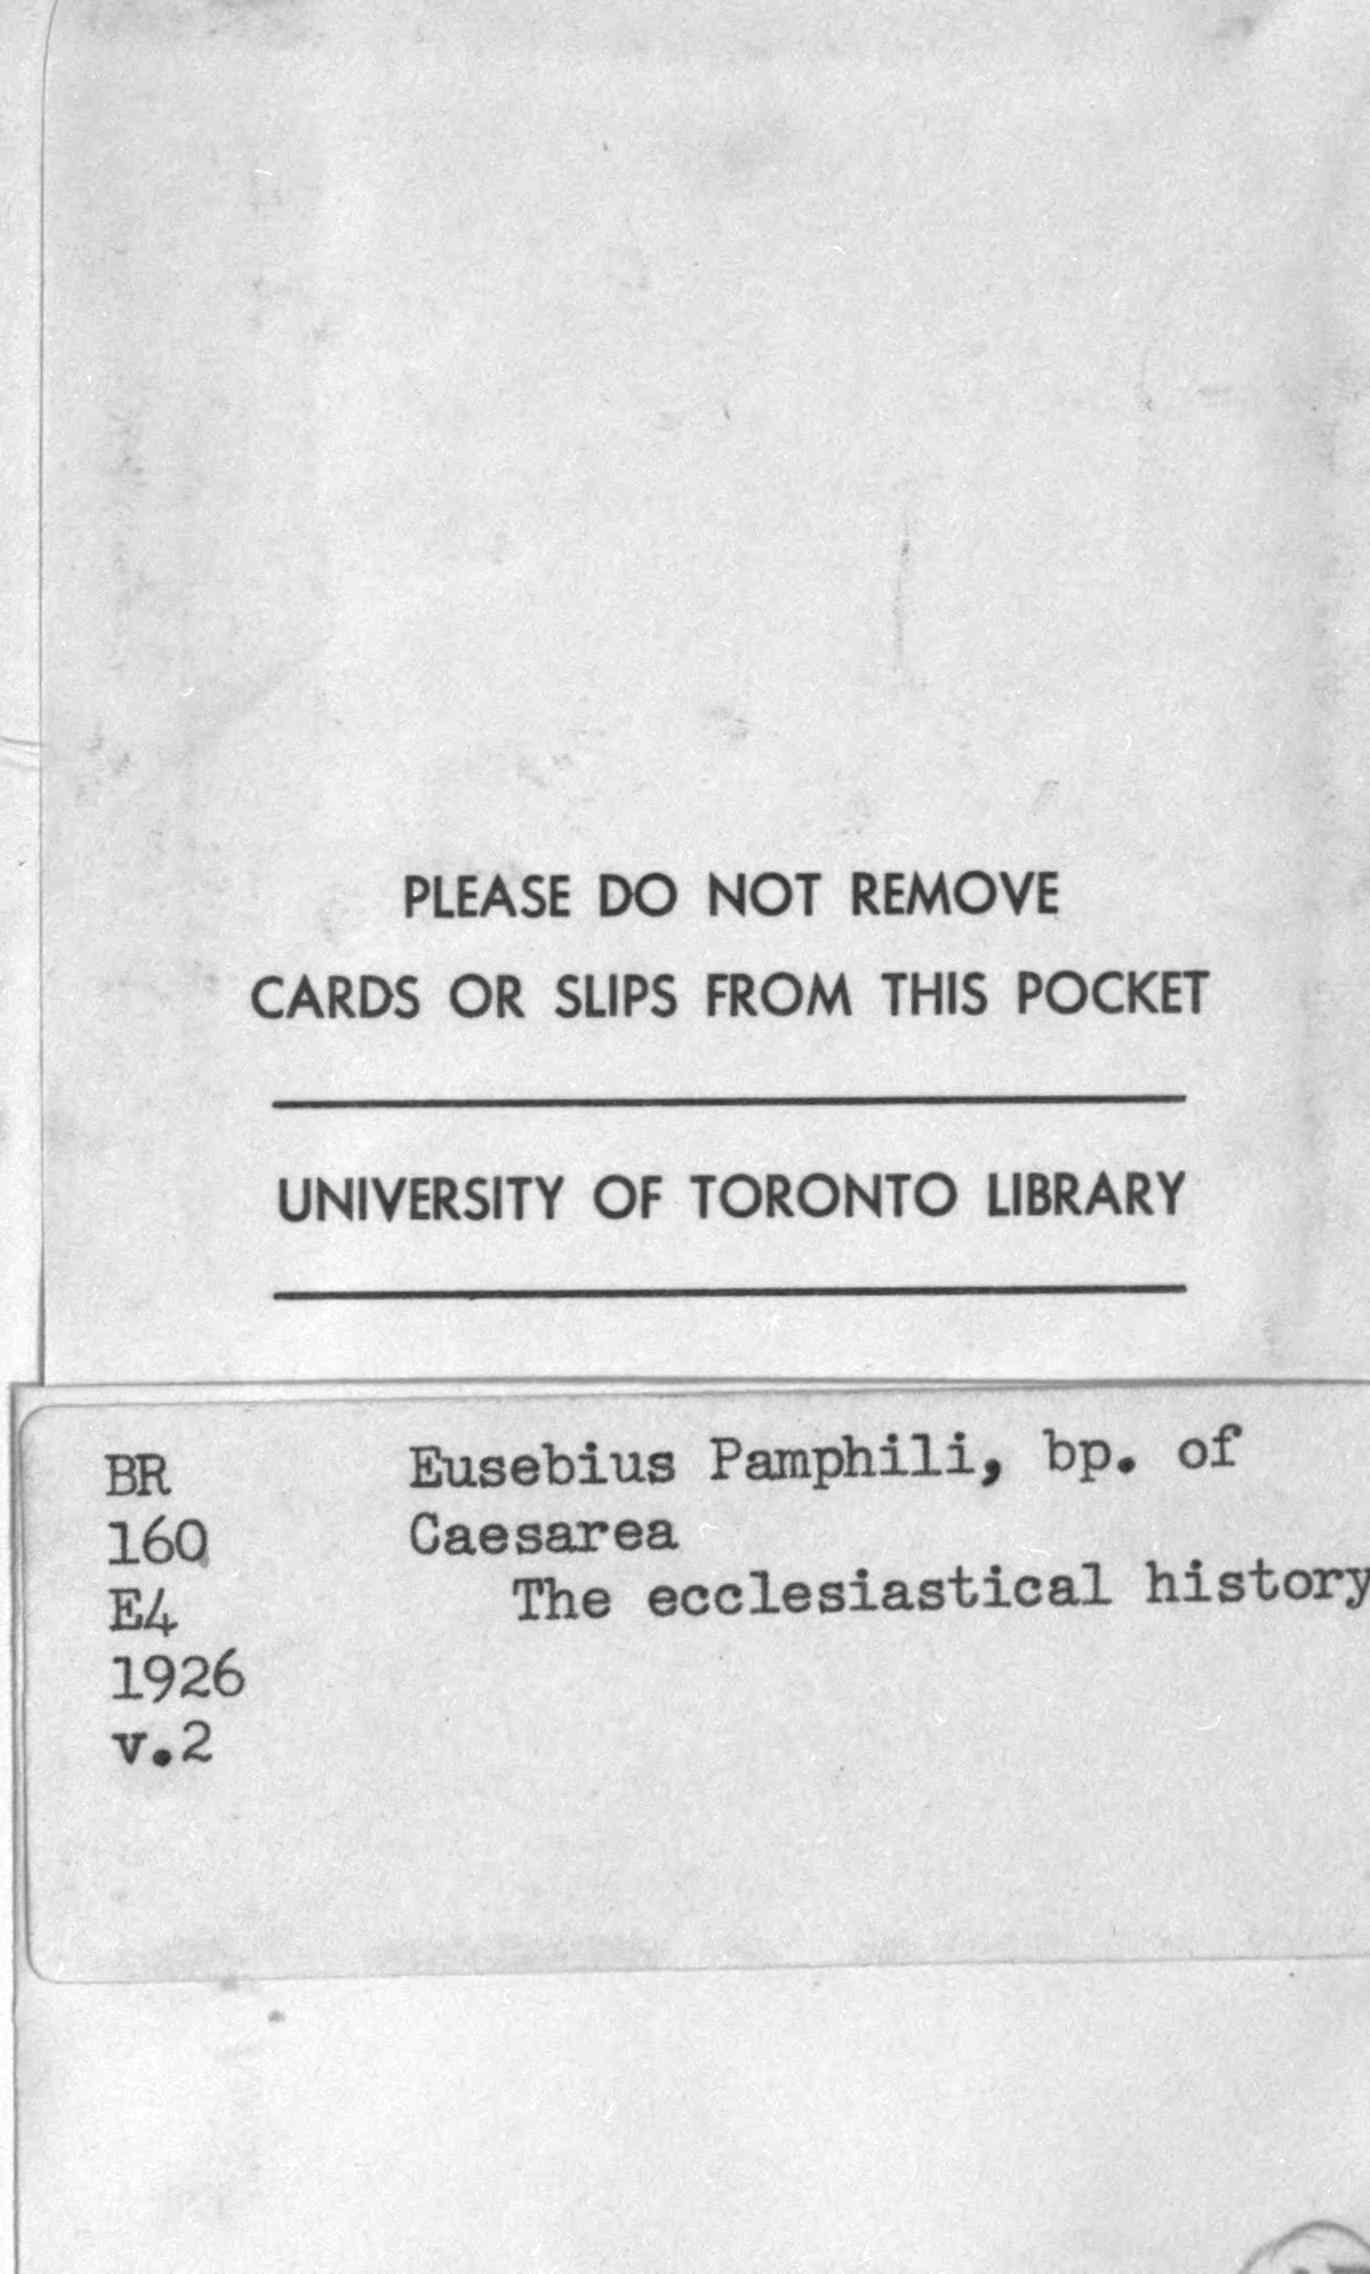 PLEASE DO NOT REMOVE
CARDS OR SLIPS FROM THIS POCKET
UNIVERSITY OF TORONTO LIBRARY
BR
160
E4
1926
v.2
Eusebius Pamphili, bp. of
Caesarea
The ecclesiastical history